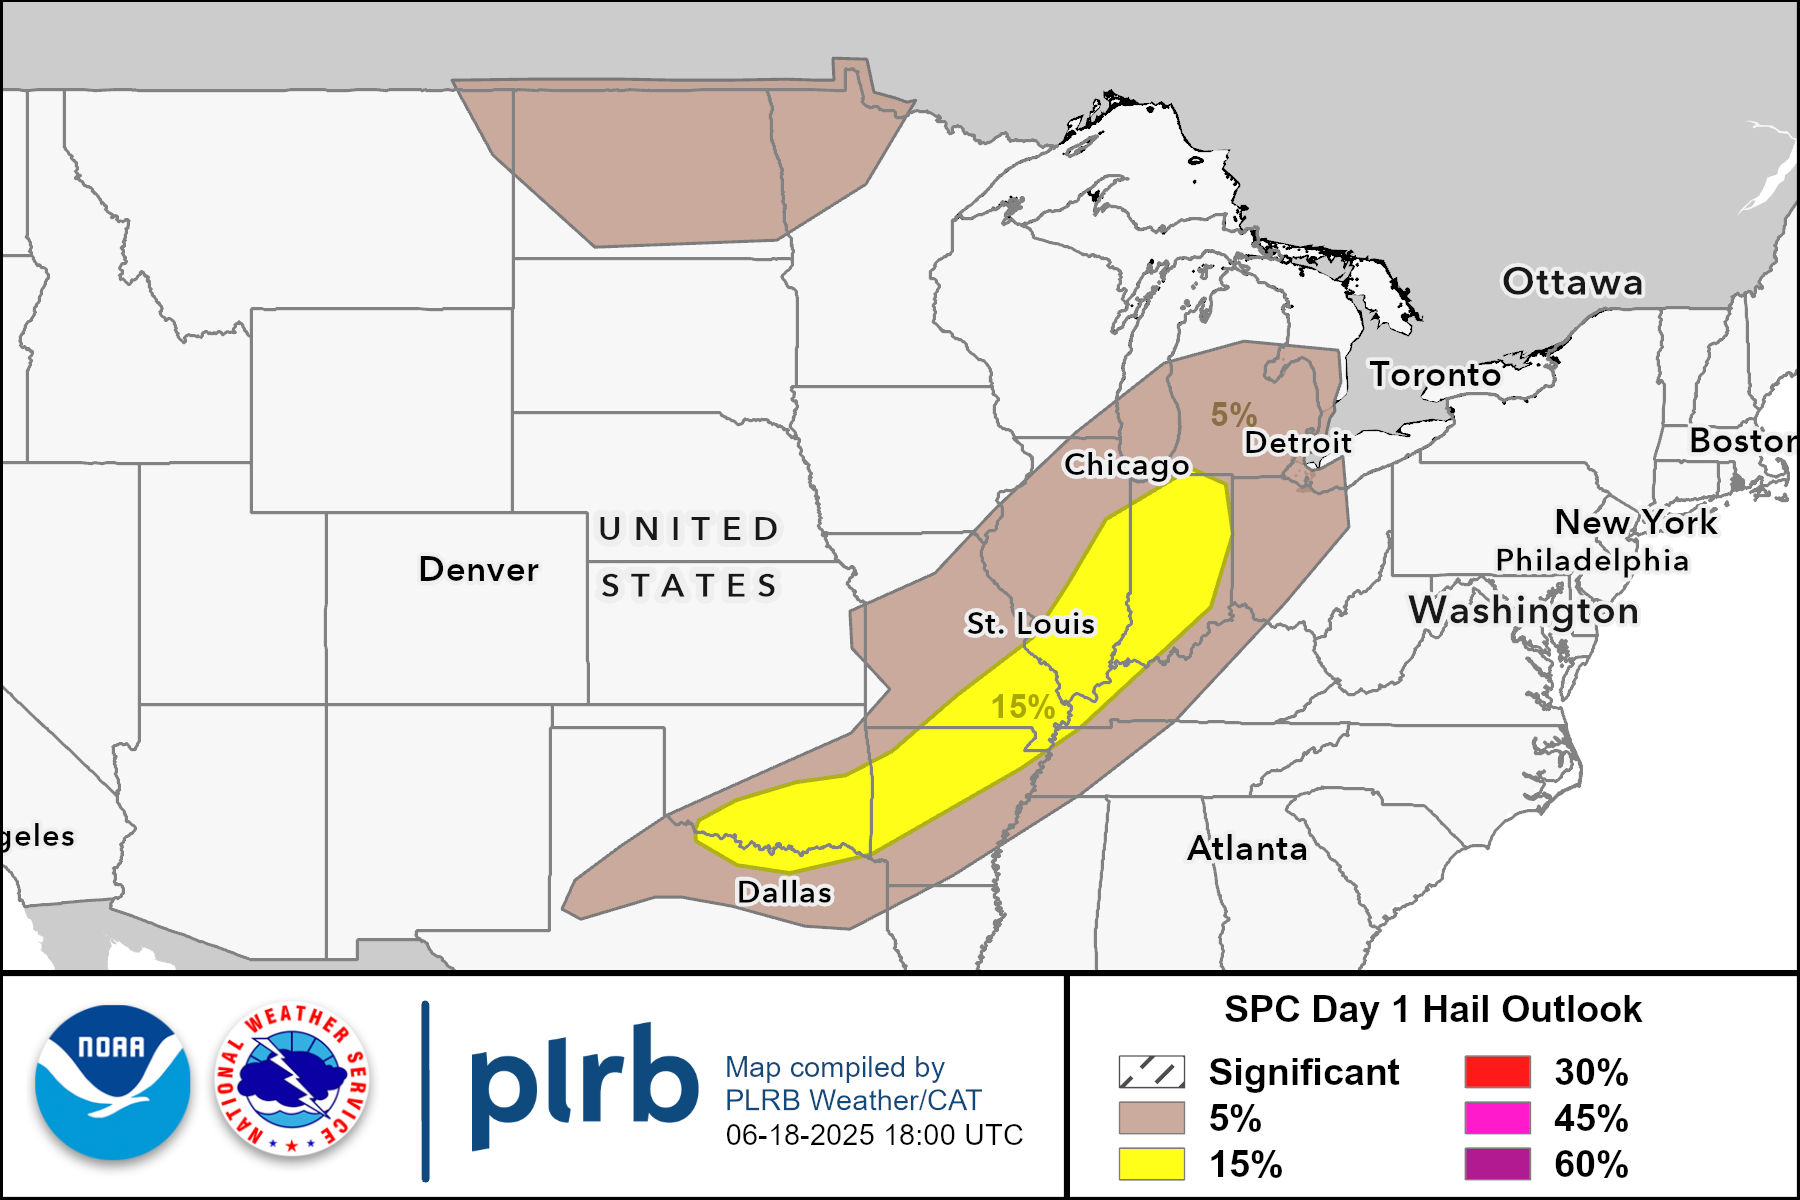 Ottawa
Toronto
5%
Detroit
Boston
Chicago
UNITED
STATES
New York
Philadelphia
Denver
Washington
St. Louis
15%
geles
Atlanta
Dallas
NOAA
NATIONAL WEATHER SERVICE
plrb
Map compiled by
PLRB Weather/CAT
06-18-2025 18:00 UTC
SPC Day 1 Hail Outlook
Significant
5%
15%
30%
45%
60%